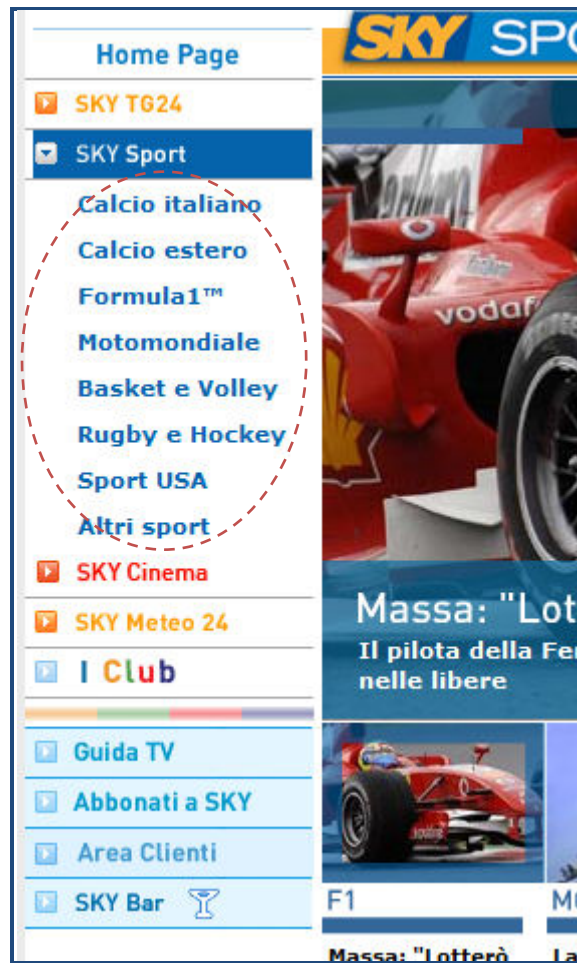 Home Page
SKY TG24
SKY Sport
Calcio italiano
Calcio estero
Formula1™
Motomondiale
Basket e Volley
Rugby e Hockey
Sport USA
Altri sport
SKY Cinema
SKY Meteo 24
I Club
Guida TV
Abbonati a SKY
Area Clienti
SKY Bar
SKY SPO
vodaf
Massa: "Lot
Il pilota della Fer
nelle libere
F1
Massa: "Lotterò
La